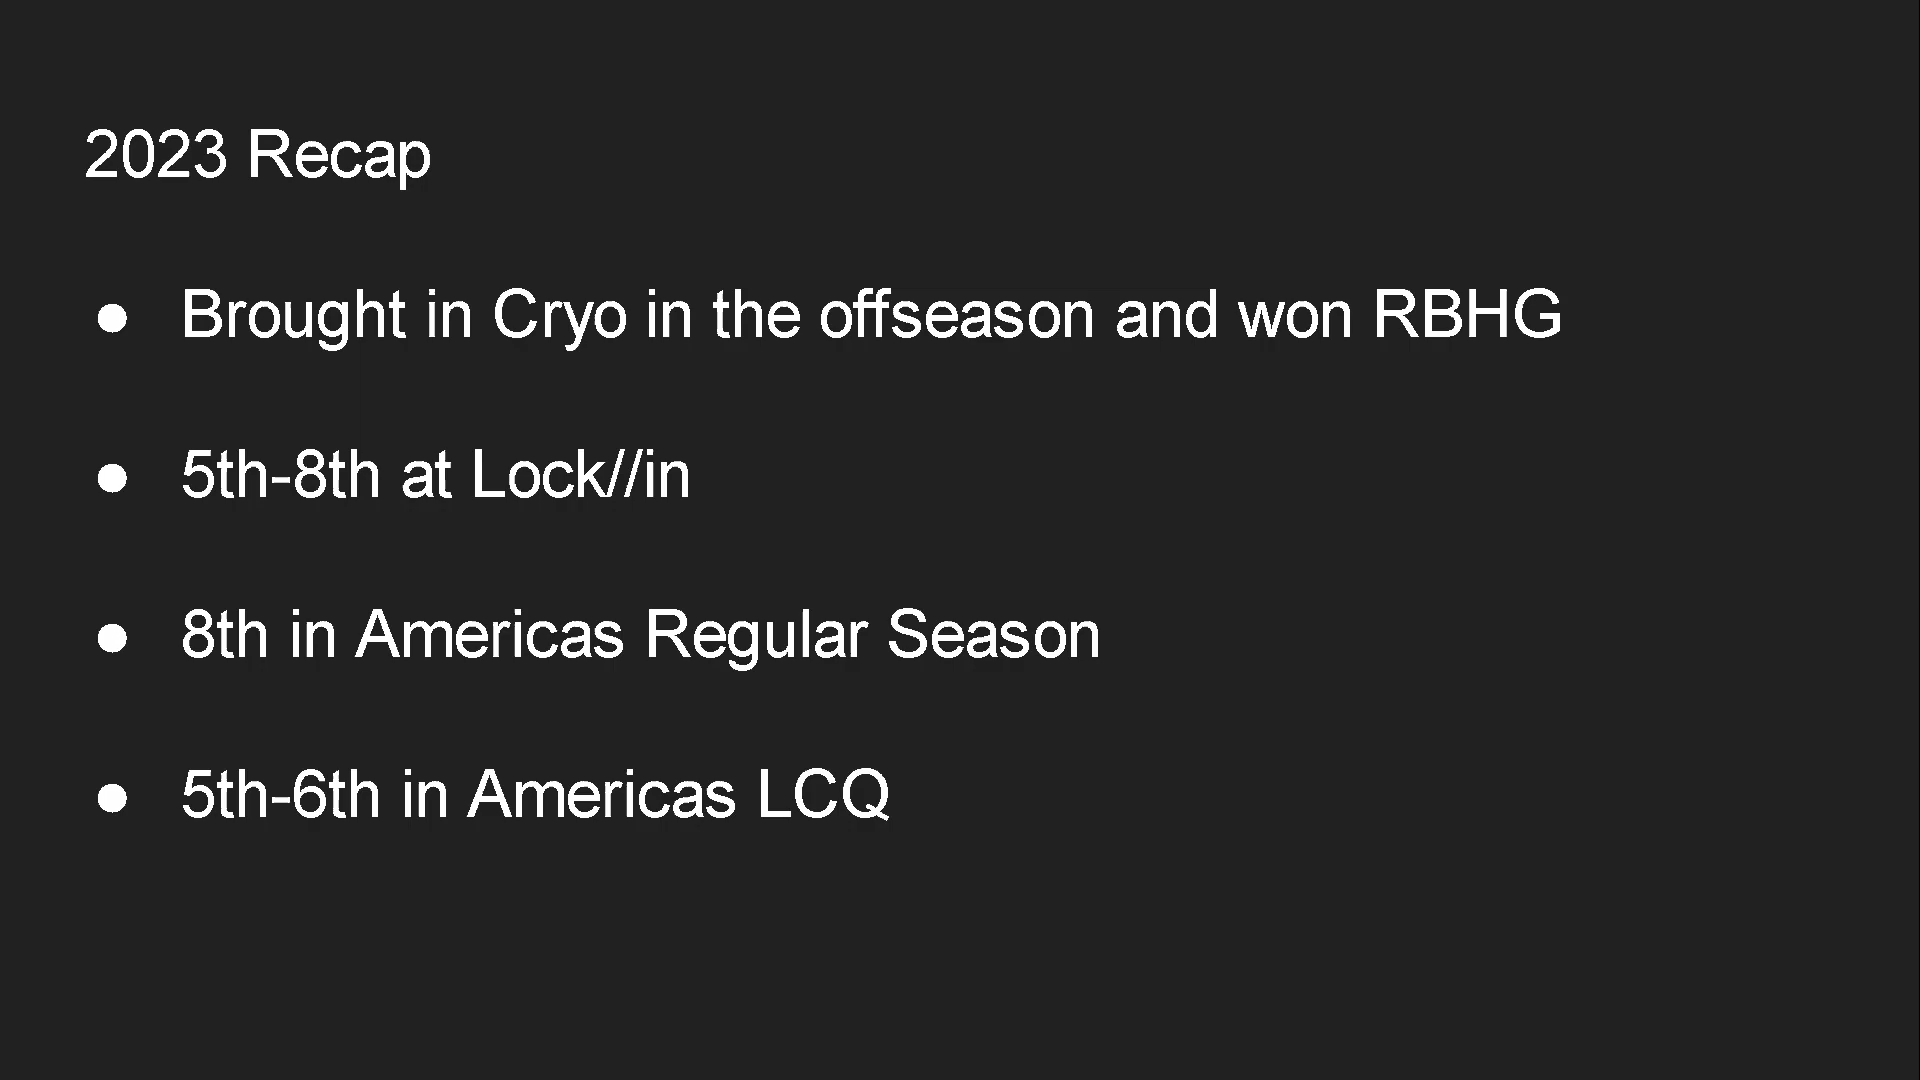 2023 Recap
● Brought in Cryo in the offseason and won RBHG
● 5th-8th at Lock//in
● 8th in Americas Regular Season
● 5th-6th in Americas LCQ